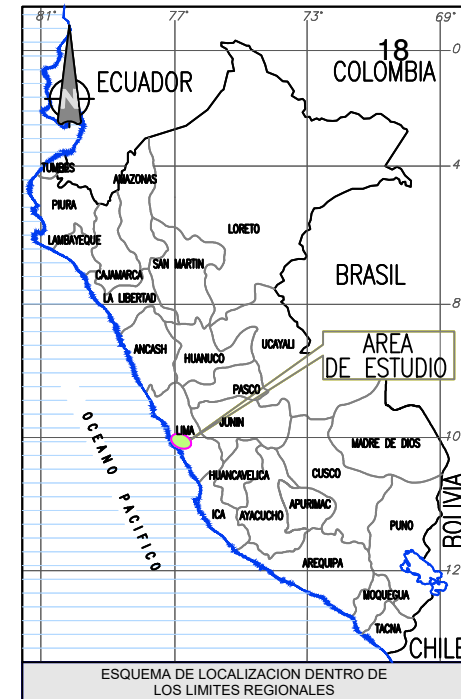 81° 77° 73° 69°
18
0
ECUADOR
COLOMBIA
N
4
TUMBES
AMAZONAS
PIURA
LORETO
LAMBAYEQUE
SAN MARTIN
CAJAMARCA
BRASIL
LA LIBERTAD
8
ANCASH
HUANUCO
UCAYALI
AREA
DE ESTUDIO
PASCO
LIMA
JUNIN
10
MADRE DE DIOS
OCEANO PACIFICO
HUANCAVELICA
CUSCO
BOLIVIA
ICA
AYACUCHO
APURIMAC
PUNO
AREQUIPA
12
MOQUEGUA
TACNA
CHILE
ESQUEMA DE LOCALIZACION DENTRO DE
LOS LIMITES REGIONALES